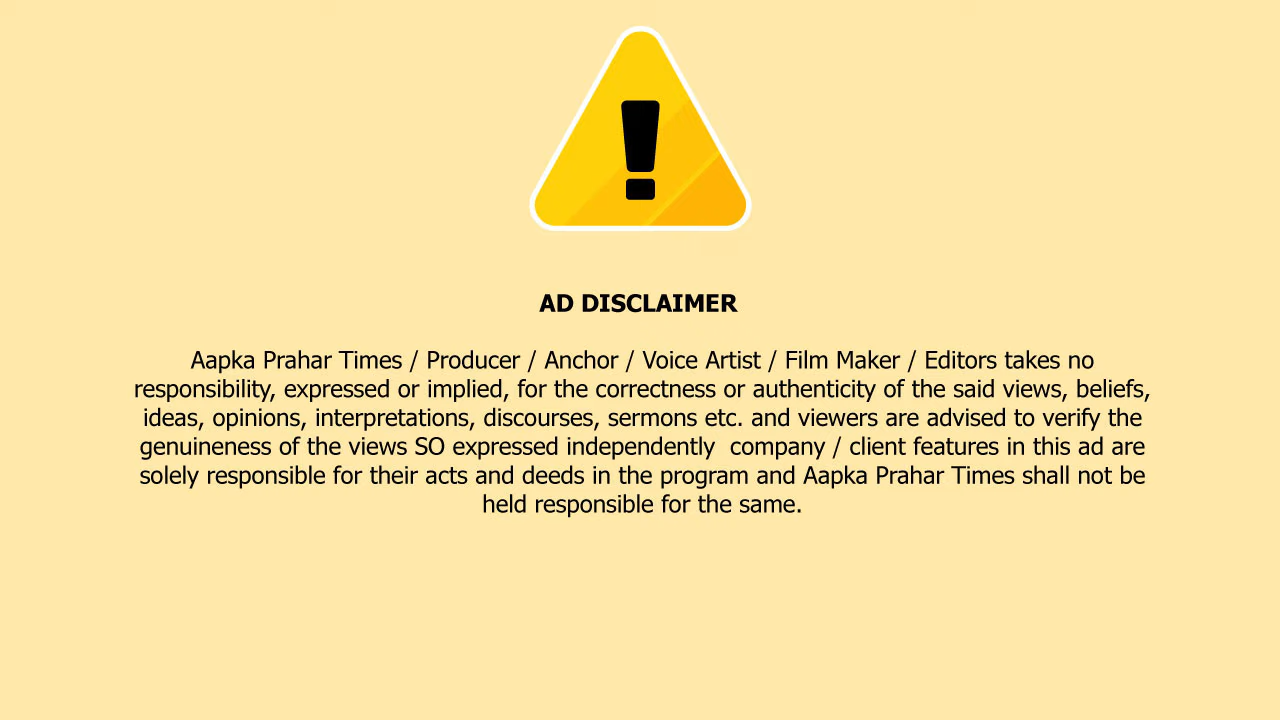 AD DISCLAIMER
Aapka Prahar Times / Producer / Anchor / Voice Artist / Film Maker / Editors takes no
responsibility, expressed or implied, for the correctness or authenticity of the said views, beliefs,
ideas, opinions, interpretations, discourses, sermons etc. and viewers are advised to verify the
genuineness of the views SO expressed independently  company / client features in this ad are
solely responsible for their acts and deeds in the program and Aapka Prahar Times shall not be
held responsible for the same.